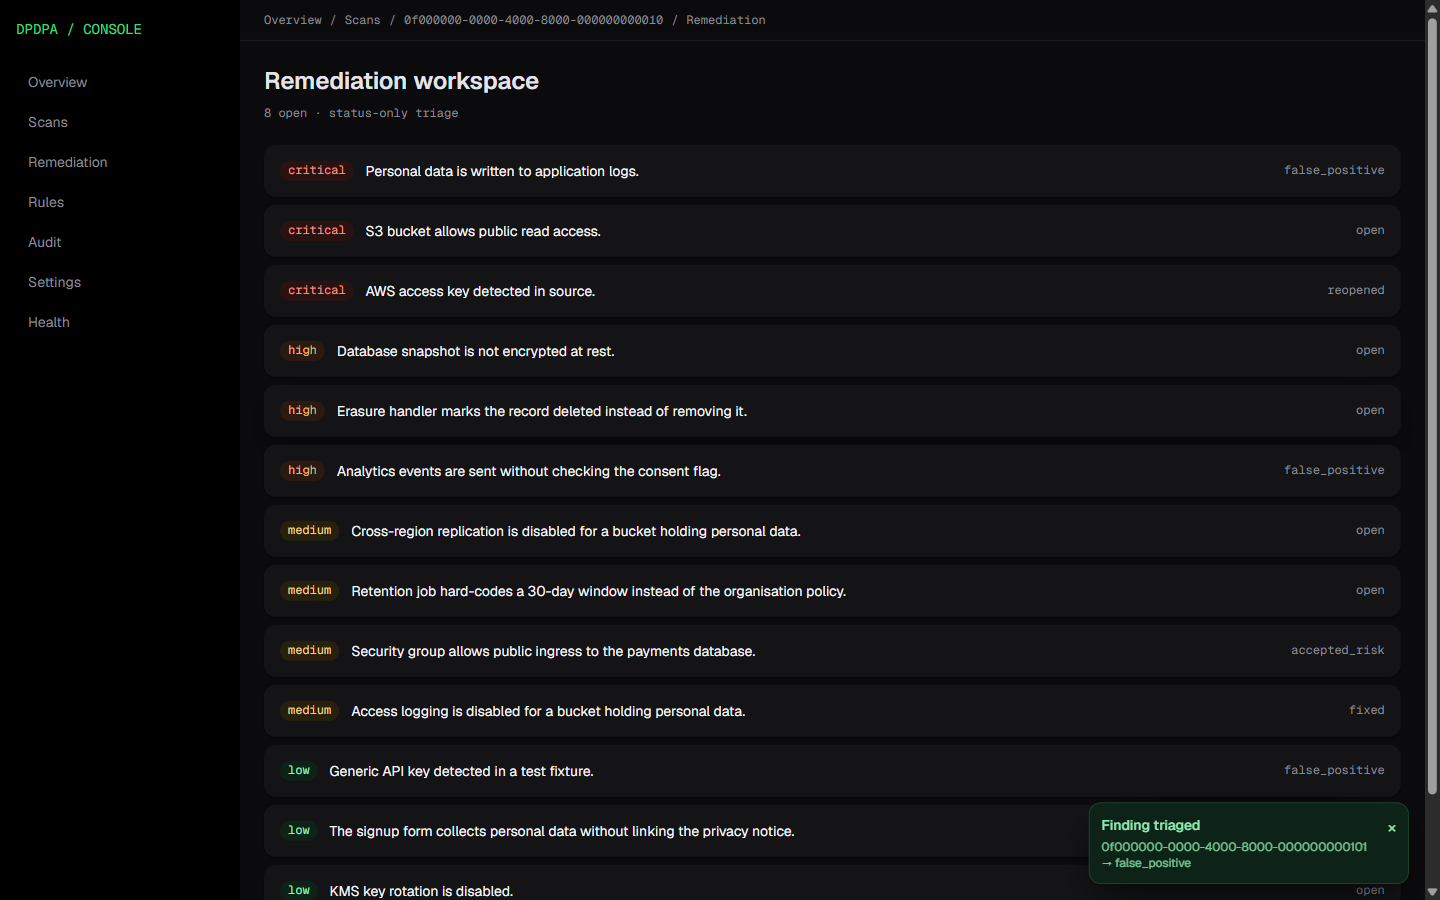 DPDPA / CONSOLE
Overview
Scans
Remediation
Rules
Audit
Settings
Health
Overview / Scans / 0f000000-0000-4000-8000-000000000010 / Remediation
Remediation workspace
8 open · status-only triage
critical Personal data is written to application logs. false_positive
critical S3 bucket allows public read access. open
critical AWS access key detected in source. reopened
high Database snapshot is not encrypted at rest. open
high Erasure handler marks the record deleted instead of removing it. open
high Analytics events are sent without checking the consent flag. false_positive
medium Cross-region replication is disabled for a bucket holding personal data. open
medium Retention job hard-codes a 30-day window instead of the organisation policy. open
medium Security group allows public ingress to the payments database. accepted_risk
medium Access logging is disabled for a bucket holding personal data. fixed
low Generic API key detected in a test fixture. false_positive
low The signup form collects personal data without linking the privacy notice.
low KMS key rotation is disabled. open
Finding triaged ×
0f000000-0000-4000-8000-000000000101
→ false_positive